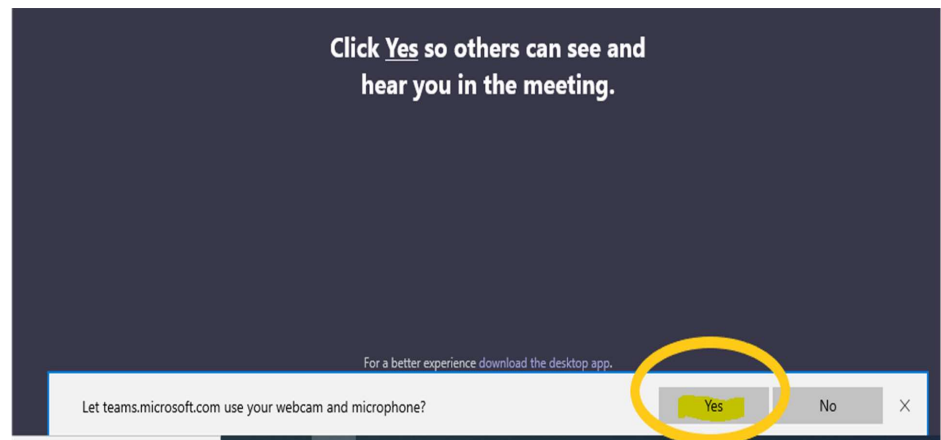 Click Yes so others can see and
hear you in the meeting.
For a better experience download the desktop app.
Let teams.microsoft.com use your webcam and microphone?
Yes
No
X